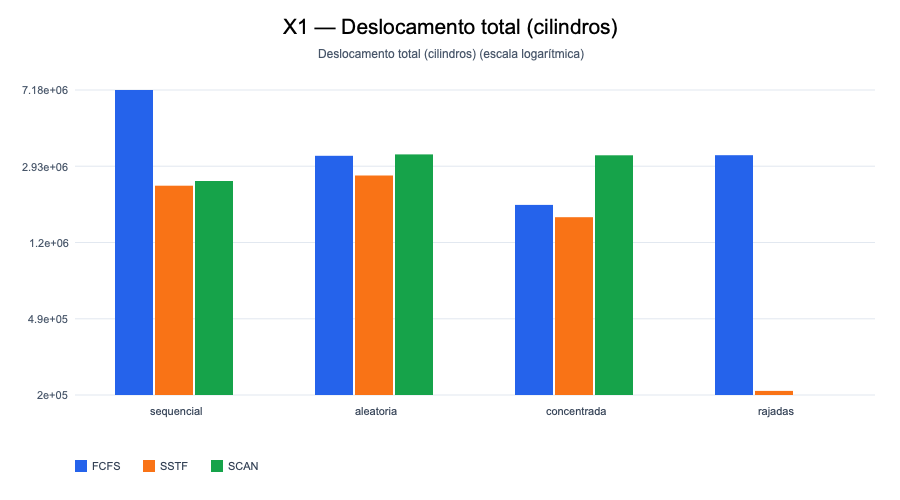 X1 — Deslocamento total (cilindros)
Deslocamento total (cilindros) (escala logarítmica)
7.18e+06
2.93e+06
1.2e+06
4.9e+05
2e+05
sequencial aleatoria concentrada rajadas
FCFS SSTF SCAN